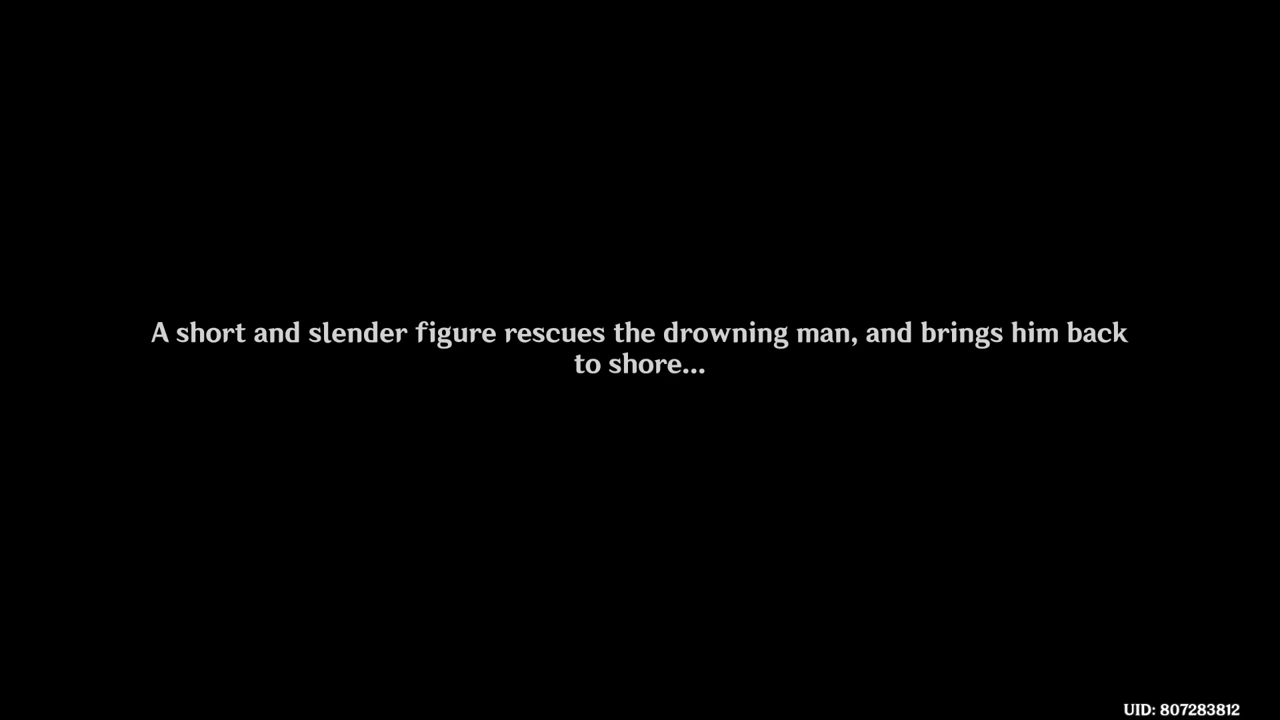 A short and slender figure rescues the drowning man, and brings him back
to shore...
UID: 807283812